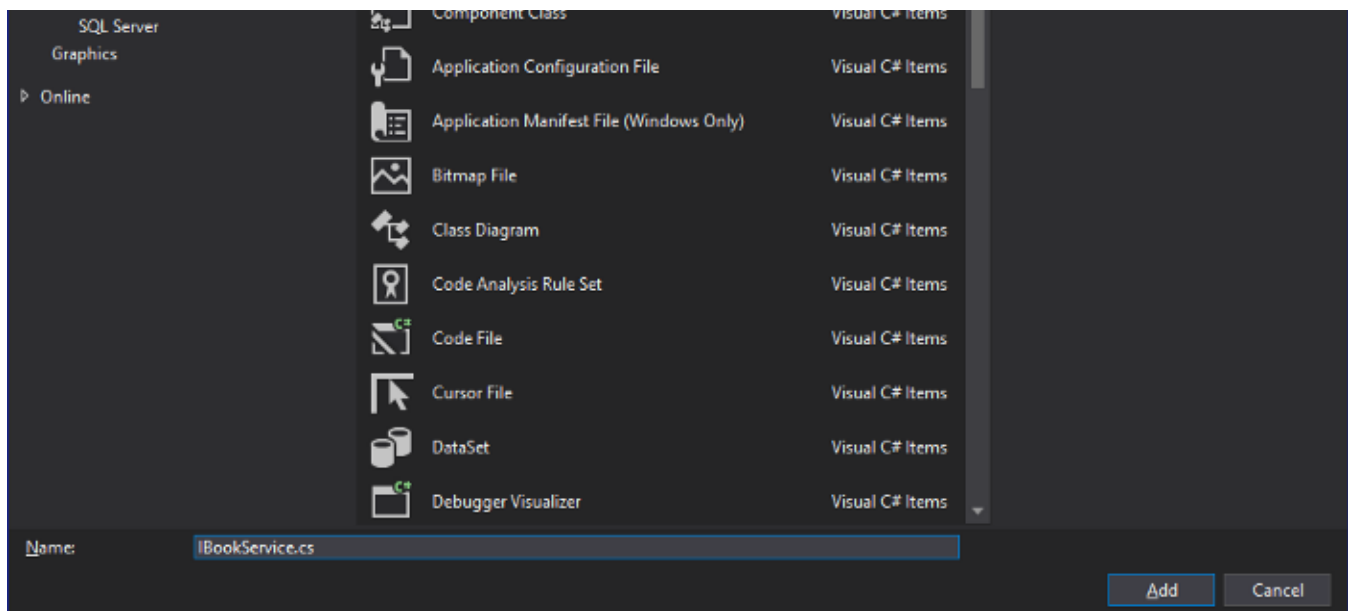 SQL Server
Graphics
Online
Component Class Visual C# Items
Application Configuration File Visual C# Items
Application Manifest File (Windows Only) Visual C# Items
Bitmap File Visual C# Items
Class Diagram Visual C# Items
Code Analysis Rule Set Visual C# Items
C#
Code File Visual C# Items
Cursor File Visual C# Items
DataSet Visual C# Items
C#
Debugger Visualizer Visual C# Items
Name: IBookService.cs
Add Cancel